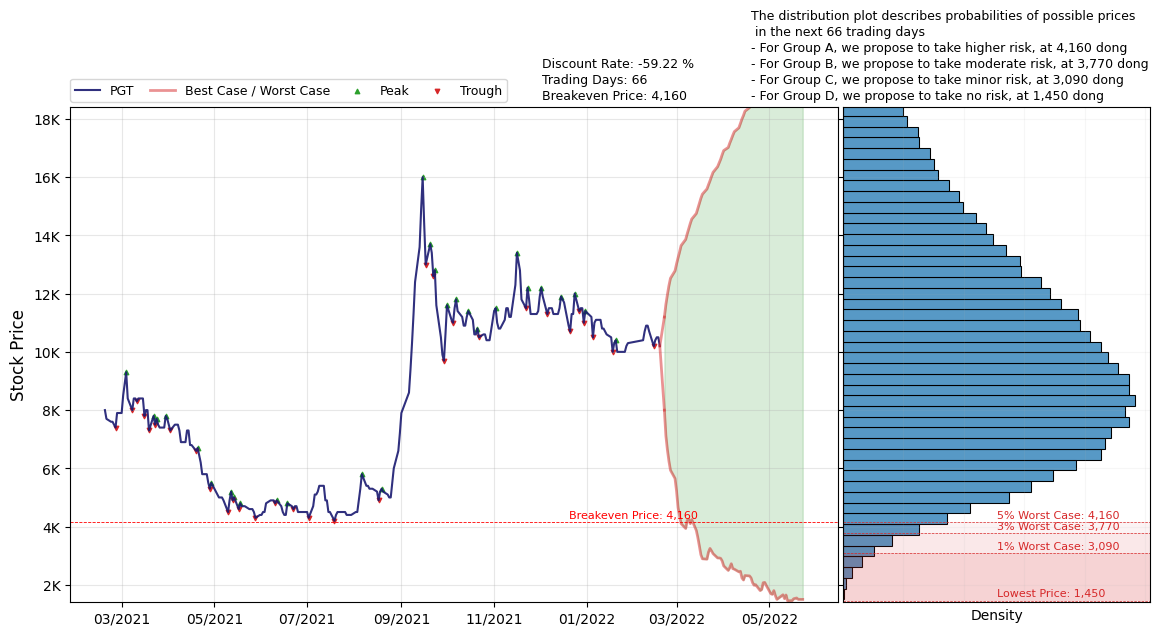 The distribution plot describes probabilities of possible prices
in the next 66 trading days
- For Group A, we propose to take higher risk, at 4,160 dong
- For Group B, we propose to take moderate risk, at 3,770 dong
- For Group C, we propose to take minor risk, at 3,090 dong
- For Group D, we propose to take no risk, at 1,450 dong
Discount Rate: -59.22 %
Trading Days: 66
Breakeven Price: 4,160
PGT
Best Case / Worst Case
Peak
Trough
Stock Price
18K
16K
14K
12K
10K
8K
6K
4K
2K
Breakeven Price: 4,160
03/2021
05/2021
07/2021
09/2021
11/2021
01/2022
03/2022
05/2022
5% Worst Case: 4,160
3% Worst Case: 3,770
1% Worst Case: 3,090
Lowest Price: 1,450
Density